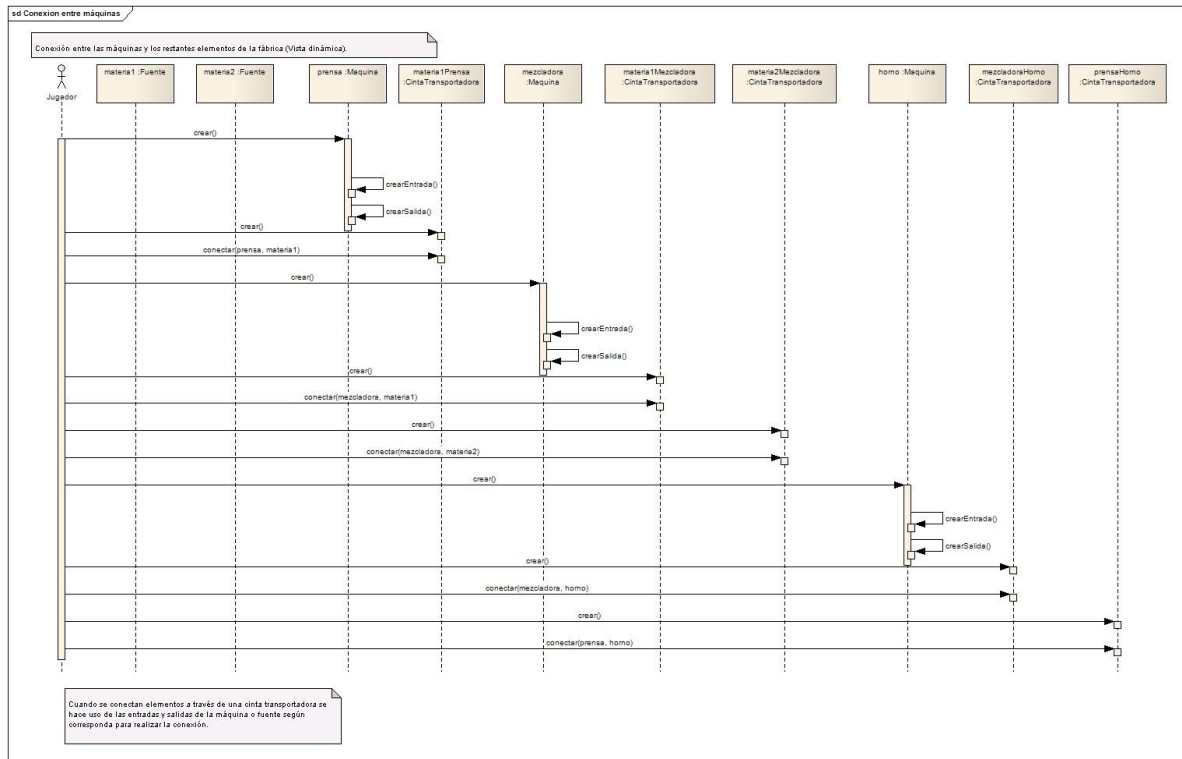 sd Conexion entre máquinas
Conexión entre las máquinas y los restantes elementos de la fábrica (Vista dinámica).
Jugador
materia1 :Fuente
materia2 :Fuente
prensa :Maquina
materia1Prensa
:CintaTransportadora
mezcladora
:Maquina
materia1Mezcladora
:CintaTransportadora
materia2Mezcladora
:CintaTransportadora
horno :Maquina
mezcladoraHorno
:CintaTransportadora
prensaHorno
:CintaTransportadora
crear()
crearEntrada()
crearSalida()
crear()
conectar(prensa, materia1)
crear()
crearEntrada()
crearSalida()
crear()
conectar(mezcladora, materia1)
crear()
conectar(mezcladora, materia2)
crear()
crearEntrada()
crearSalida()
crear()
conectar(mezcladora, horno)
crear()
conectar(prensa, horno)
Cuando se conectan elementos a través de una cinta transportadora se
hace uso de las entradas y salidas de la máquina o fuente según
corresponda para realizar la conexión.